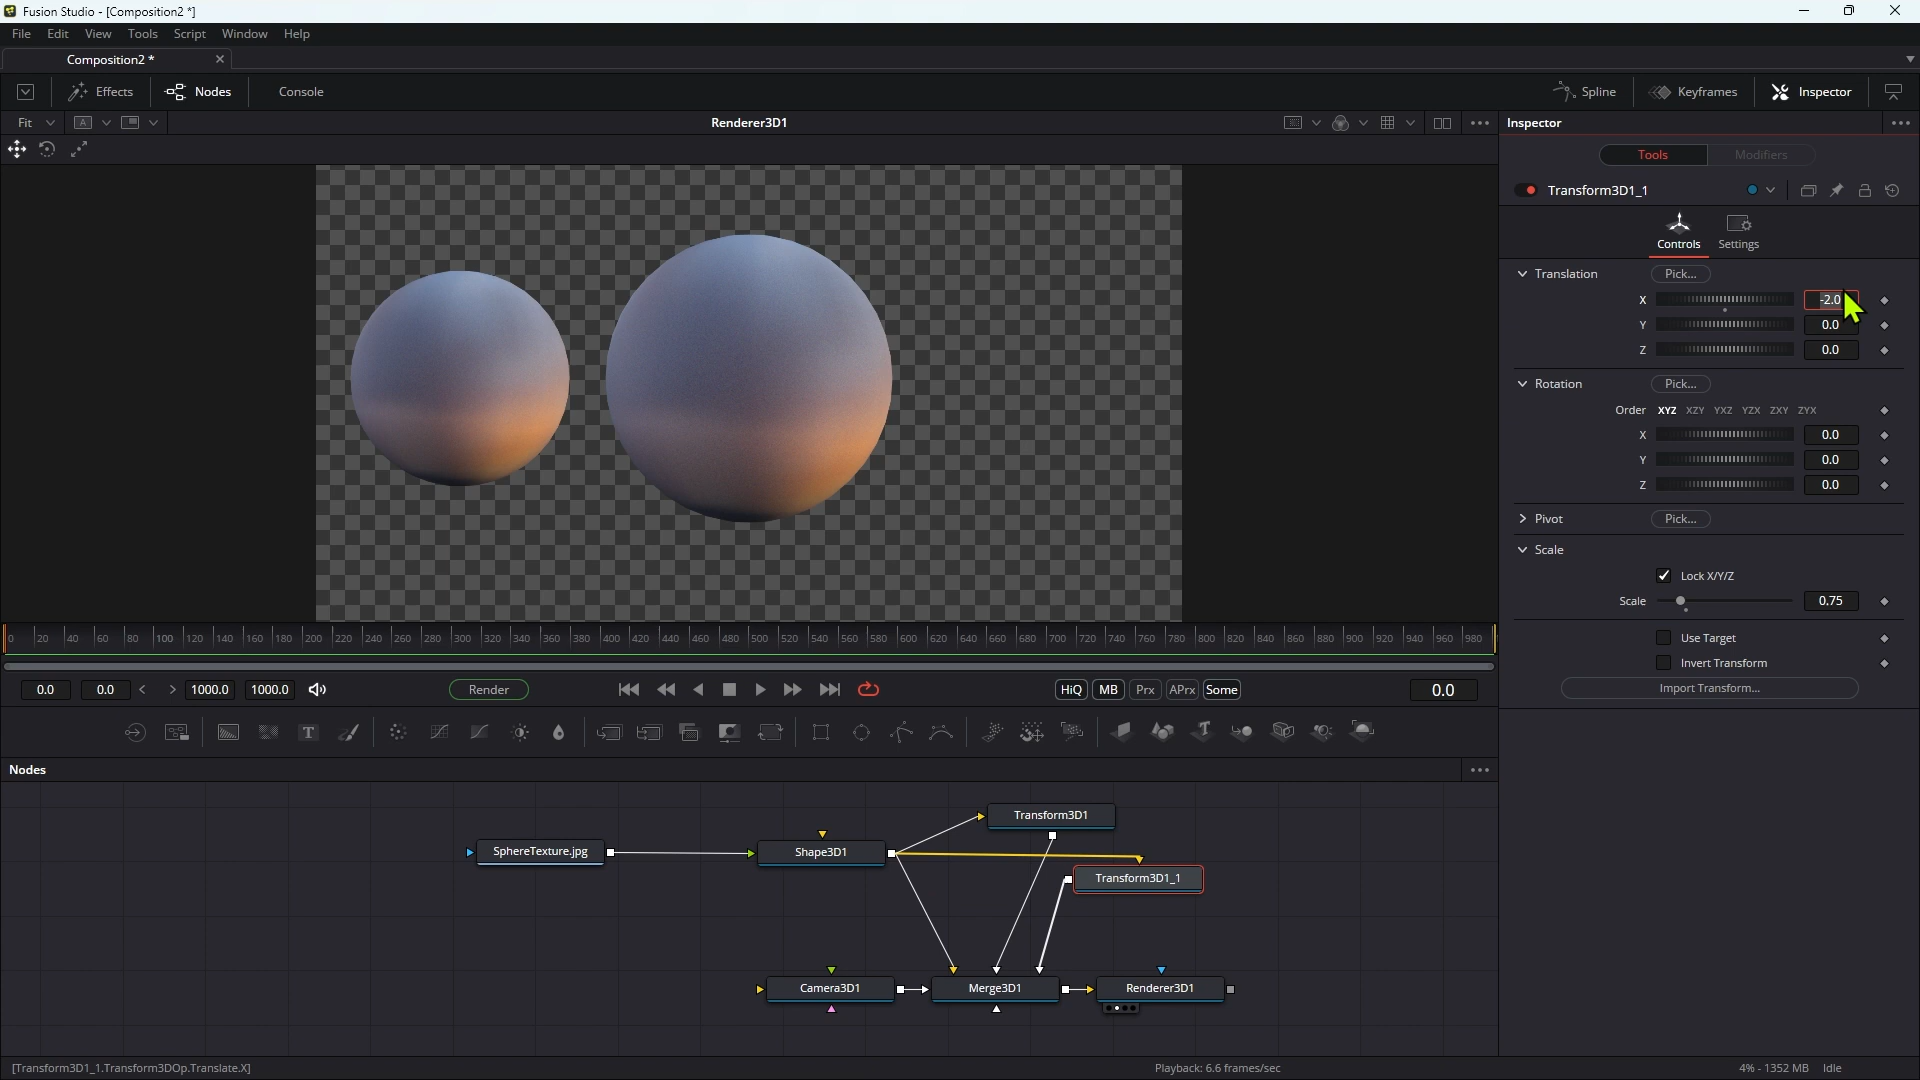 Fusion Studio - [Composition2 *]
File Edit View Tools Script Window Help
Composition2 *
Effects Nodes Console Spline Keyframes Inspector
Fit A Renderer3D1 Inspector
Tools Modifiers
Transform3D1_1
Controls Settings
Translation Pick...
X -2.0
Y 0.0
Z 0.0
Rotation Pick...
Order XYZ XZY YXZ YZX ZXY ZYX
X 0.0
Y 0.0
Z 0.0
Pivot Pick...
Scale
Lock X/Y/Z
Scale 0.75
Use Target
Invert Transform
Import Transform...
0 20 40 60 80 100 120 140 160 180 200 220 240 260 280 300 320 340 360 380 400 420 440 460 480 500 520 540 560 580 600 620 640 660 680 700 720 740 760 780 800 820 840 860 880 900 920 940 960 980
0.0 0.0 < > 1000.0 1000.0 Render HiQ MB Prx APrx Some 0.0
T T
Nodes
Transform3D1
SphereTexture.jpg Shape3D1
Transform3D1_1
Camera3D1 Merge3D1 Renderer3D1
[Transform3D1_1.Transform3DOp.Translate.X] Playback: 6.6 frames/sec 4% - 1352 MB Idle